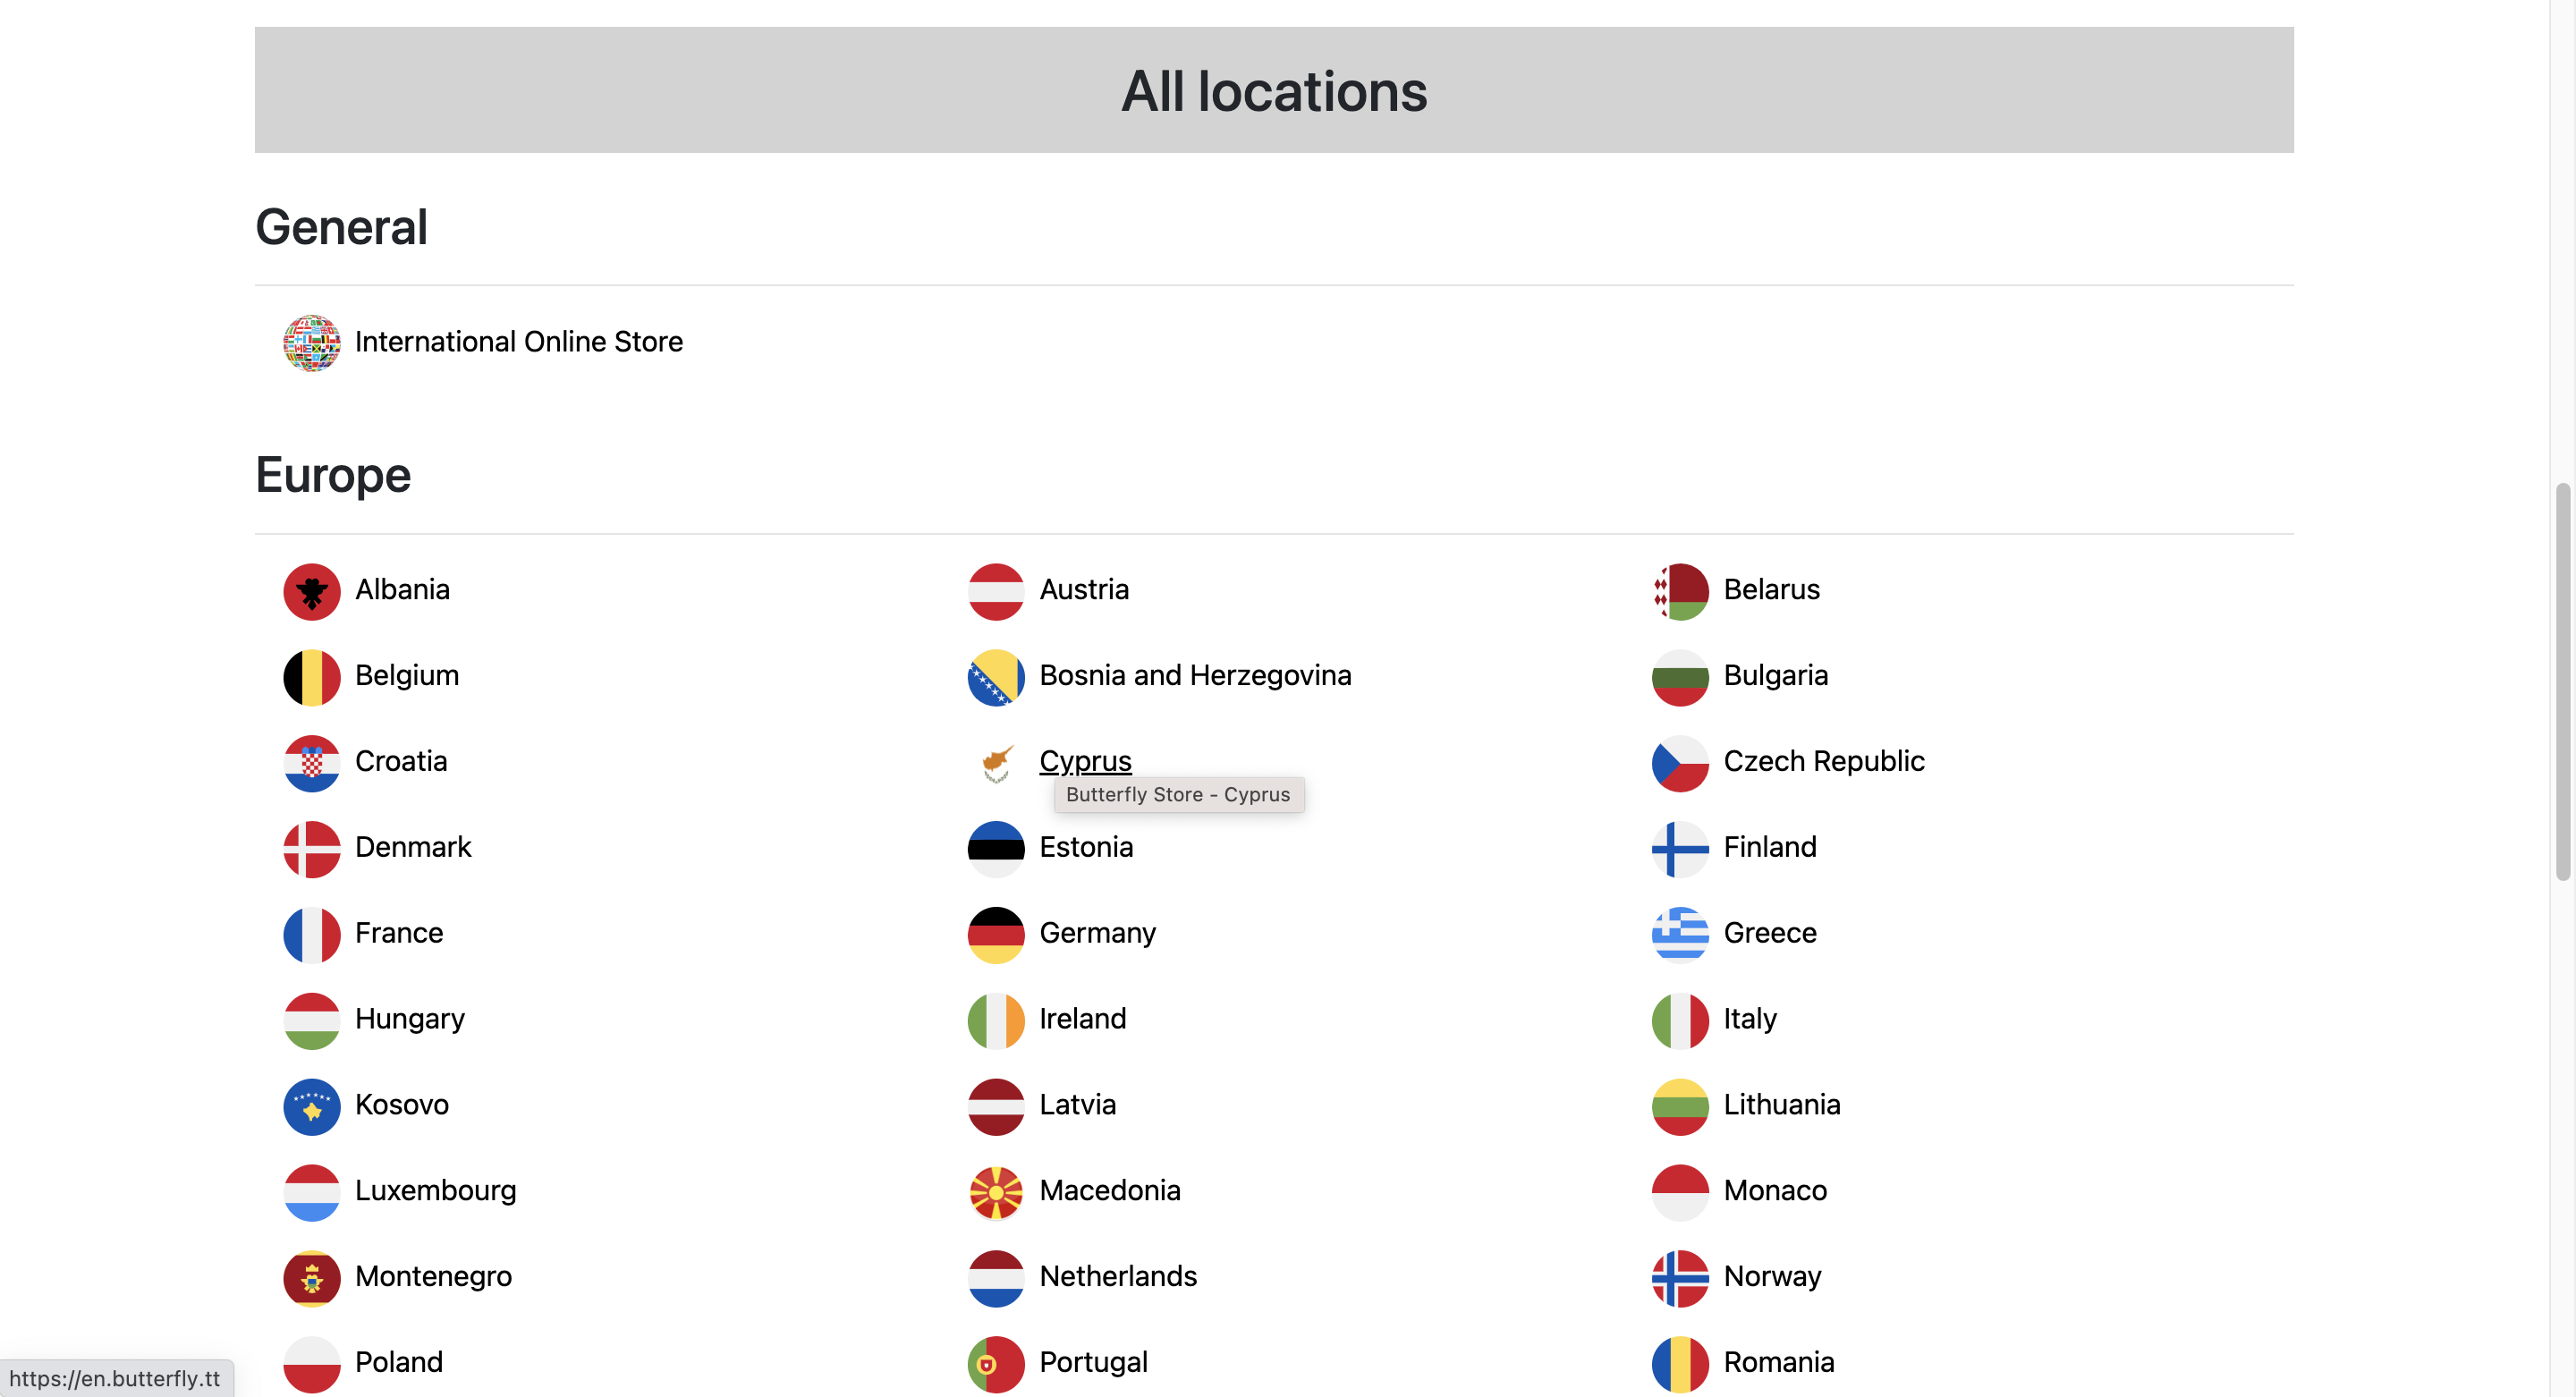 All locations
General
International Online Store
Europe
Albania
Austria
Belarus
Belgium
Bosnia and Herzegovina
Bulgaria
Croatia
Cyprus
Czech Republic
Butterfly Store - Cyprus
Denmark
Estonia
Finland
France
Germany
Greece
Hungary
Ireland
Italy
Kosovo
Latvia
Lithuania
Luxembourg
Macedonia
Monaco
Montenegro
Netherlands
Norway
Poland
Portugal
Romania
https://en.butterfly.tt